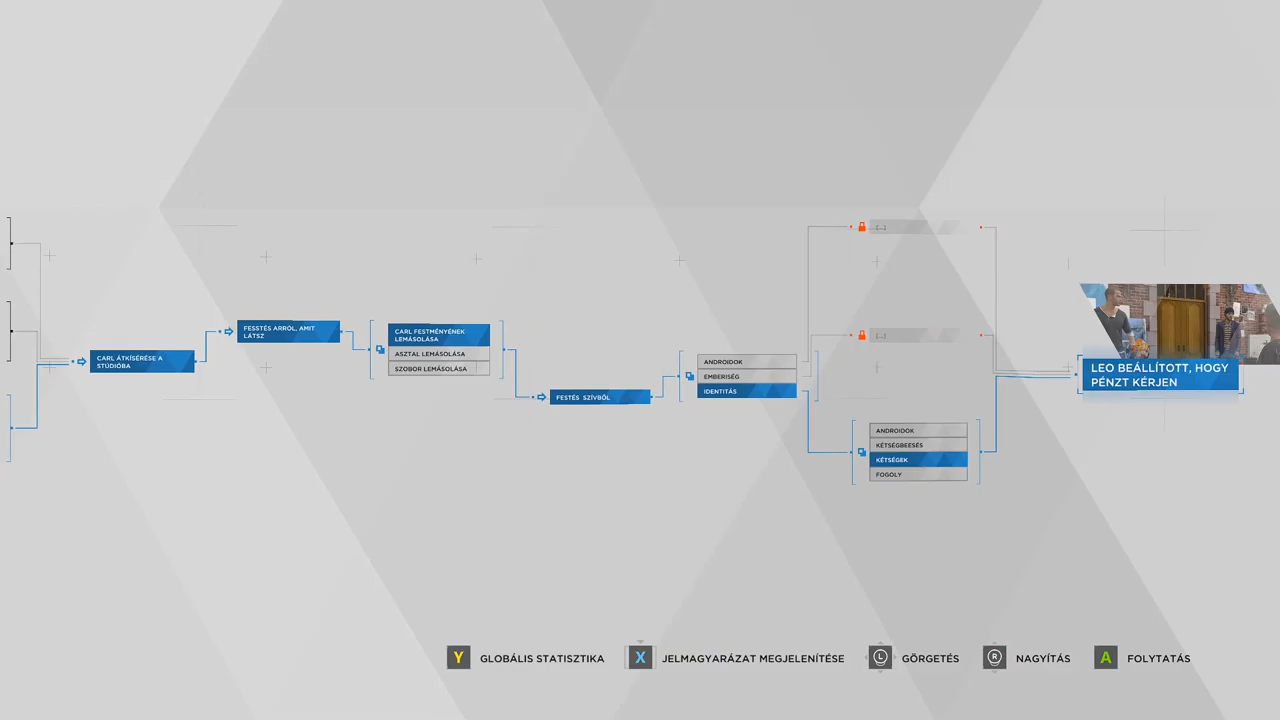 CARL ÁTKÍSÉRÉSE A
STÚDIÓBA
FESSTÉS ARRÓL, AMIT
LÁTSZ
CARL FESTMÉNYÉNEK
LEMÁSOLÁSA
ASZTAL LEMÁSOLÁSA
SZOBOR LEMÁSOLÁSA
FESTÉS SZÍVBŐL
ANDROIDOK
EMBERISÉG
IDENTITÁS
[...]
[...]
ANDROIDOK
KÉTSÉGBEESÉS
KÉTSÉGEK
FOGOLY
LEO BEÁLLÍTOTT, HOGY
PÉNZT KÉRJEN
Y GLOBÁLIS STATISZTIKA
X JELMAGYARÁZAT MEGJELENÍTÉSE
L GÖRGETÉS
R NAGYÍTÁS
A FOLYTATÁS